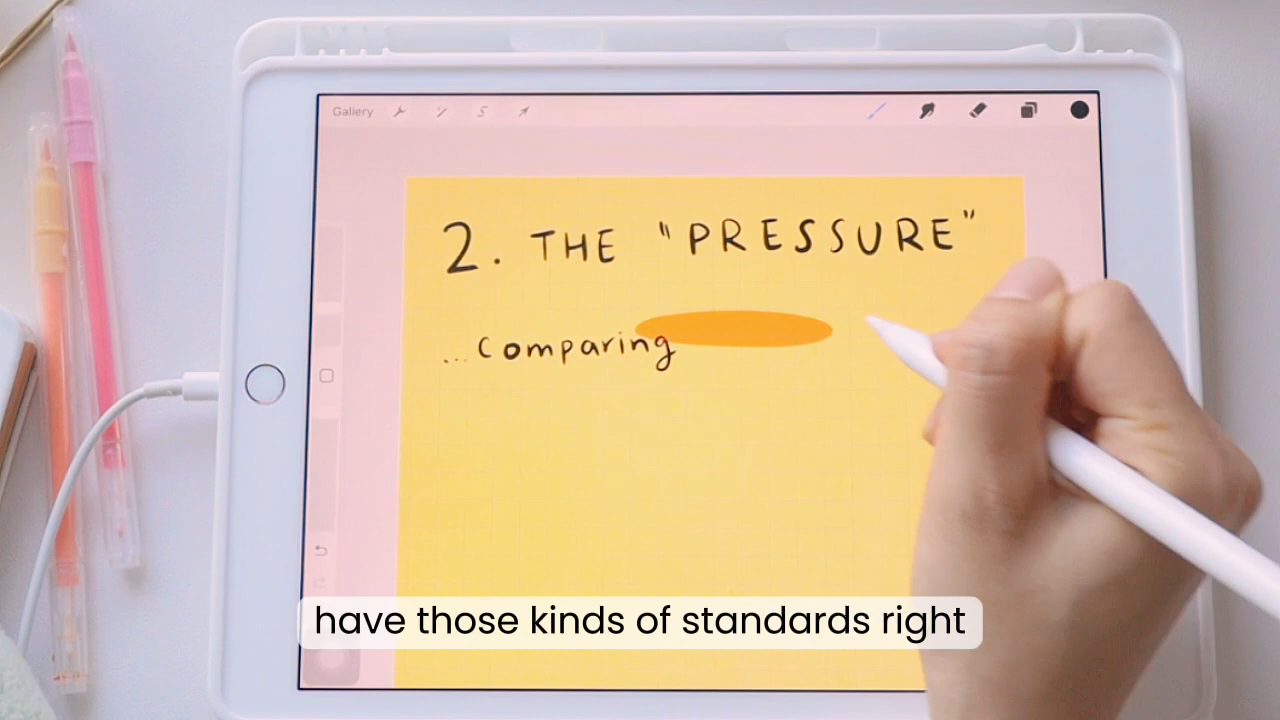 Gallery
2. THE "PRESSURE"
...Comparing
have those kinds of standards right